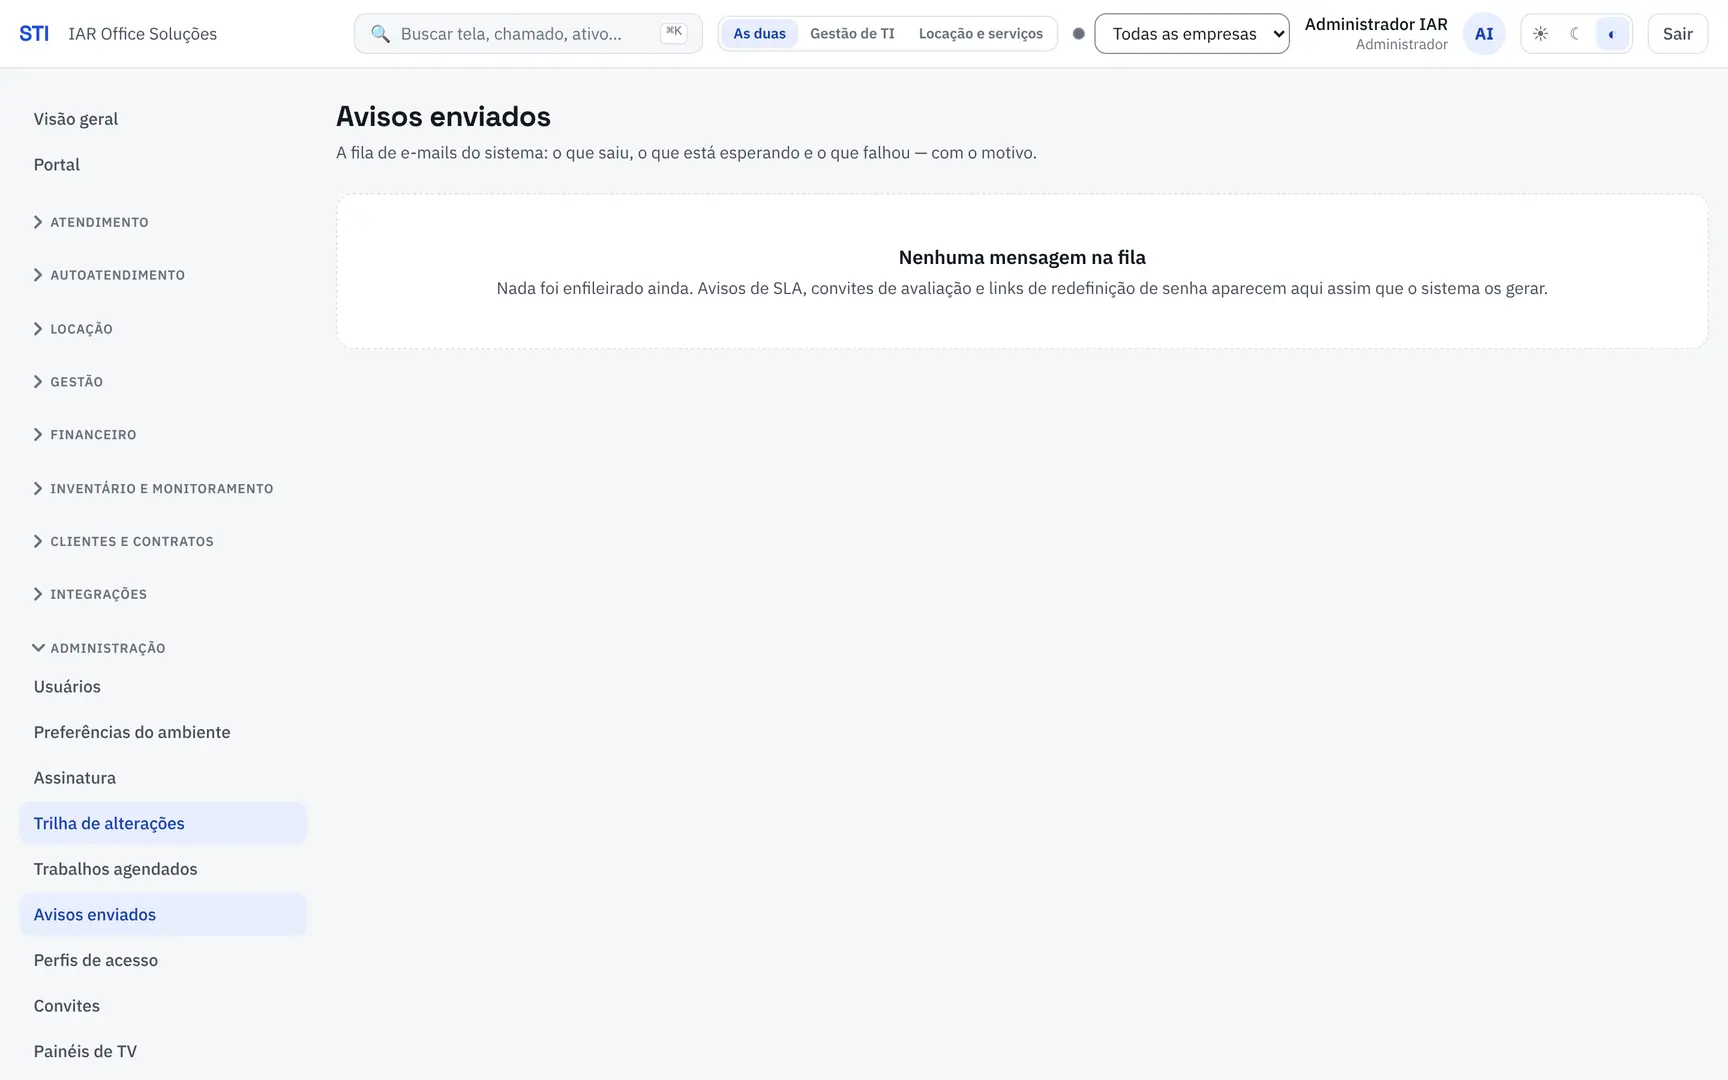 STI IAR Office Soluções
Buscar tela, chamado, ativo... ⌘K
As duas Gestão de TI Locação e serviços
Todas as empresas
Administrador IAR
Administrador
AI
Sair
Visão geral
Portal
ATENDIMENTO
AUTOATENDIMENTO
LOCAÇÃO
GESTÃO
FINANCEIRO
INVENTÁRIO E MONITORAMENTO
CLIENTES E CONTRATOS
INTEGRAÇÕES
ADMINISTRAÇÃO
Usuários
Preferências do ambiente
Assinatura
Trilha de alterações
Trabalhos agendados
Avisos enviados
Perfis de acesso
Convites
Painéis de TV
Avisos enviados
A fila de e-mails do sistema: o que saiu, o que está esperando e o que falhou — com o motivo.
Nenhuma mensagem na fila
Nada foi enfileirado ainda. Avisos de SLA, convites de avaliação e links de redefinição de senha aparecem aqui assim que o sistema os gerar.